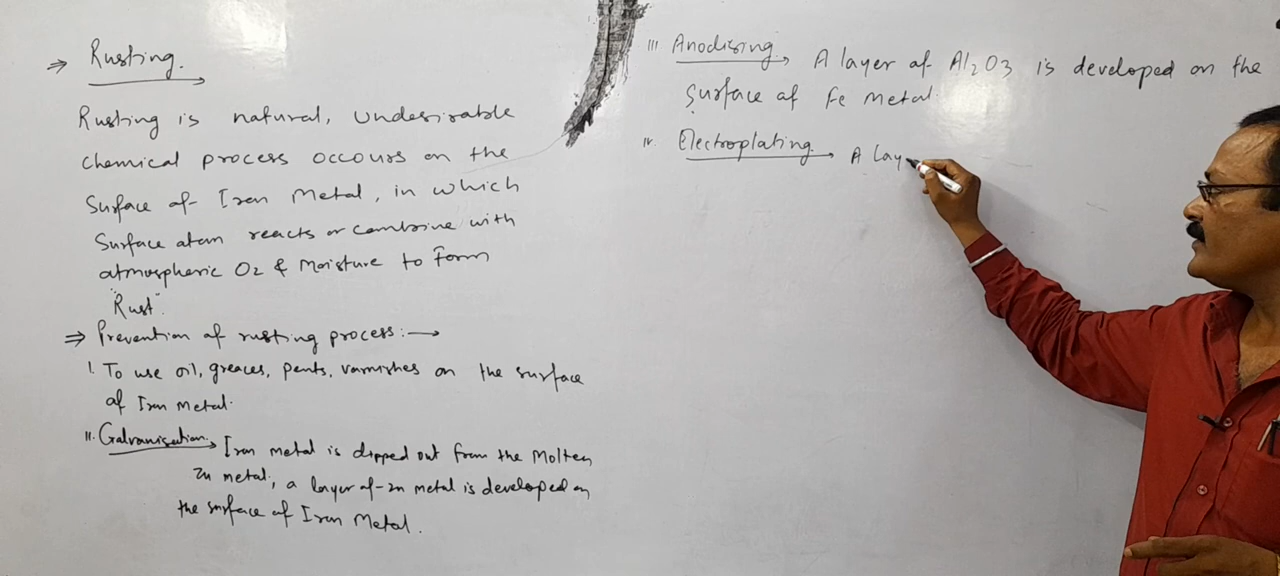 ⇒ Rusting.
Rusting is natural, undesirable
chemical process occours on the
surface of Iron Metal, in which
Surface atom reacts or combine with
atmospheric O2 & Moisture to form
"Rust".
⇒ Prevention of rusting process:→
I. To use oil, greaces, pents, varnishes on the surface
of Iron Metal.
II. Galvanisation → Iron metal is dipped out from the Molten
Zn metal, a layer of Zn metal is developed on
the surface of Iron Metal.
III Anodising → A layer of Al2O3 is developed on the
Surface of Fe Metal.
IV. Electroplating → A lay